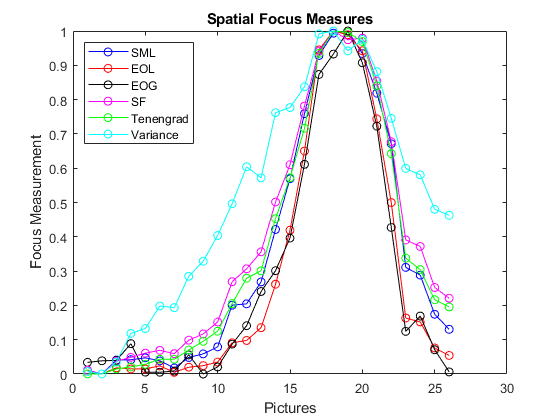 Spatial Focus Measures
SML
EOL
EOG
SF
Tenengrad
Variance
Focus Measurement
1
0.9
0.8
0.7
0.6
0.5
0.4
0.3
0.2
0.1
0
0 5 10 15 20 25 30
Pictures